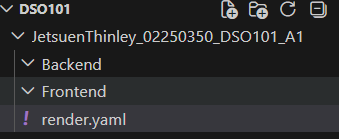 DSO101
JetsuenThinley_02250350_DSO101_A1
Backend
Frontend
! render.yaml